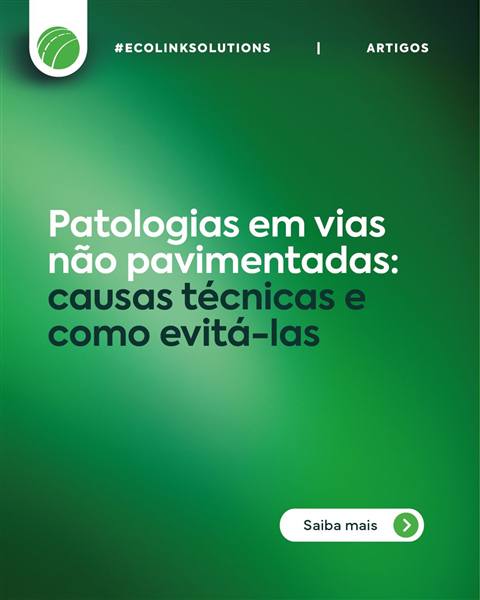 #ECOLINKSOLUTIONS | ARTIGOS
Patologias em vias
não pavimentadas:
causas técnicas e
como evitá-las
Saiba mais